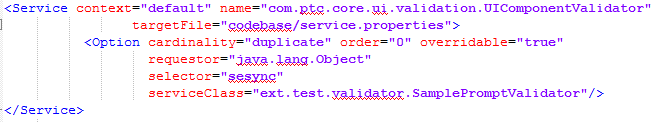 <Service context="default" name="com.ptc.core.ui.validation.UIComponentValidator"
targetFile="codebase/service.properties">
<Option cardinality="duplicate" order="0" overridable="true"
requestor="java.lang.Object"
selector="sesync"
serviceClass="ext.test.validator.SamplePromptValidator"/>
</Service>